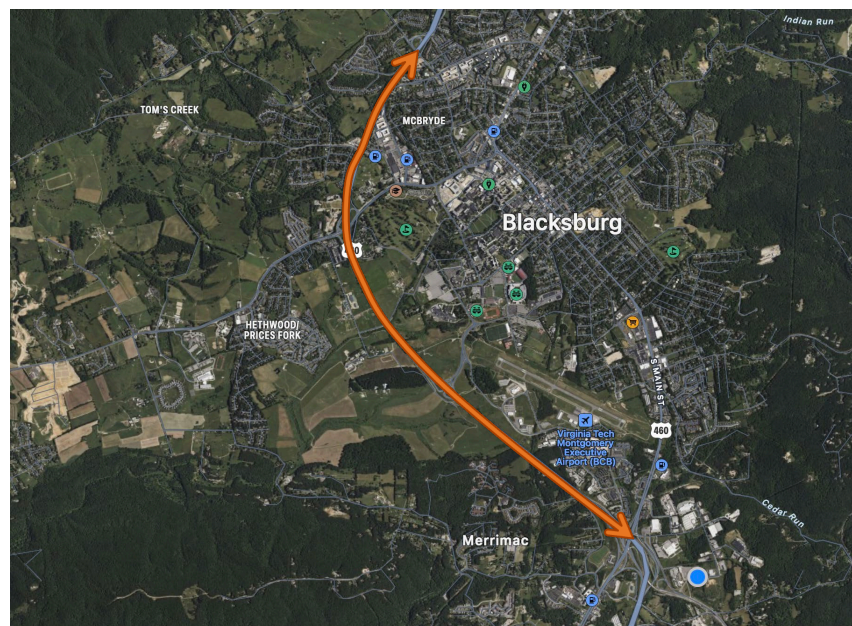 Indian Run
TOM'S CREEK
MCBRYDE
Blacksburg
HETHWOOD/
PRICES FORK
S MAIN ST
460
Virginia Tech
Montgomery
Executive
Airport (BCB)
Cedar Run
Merrimac